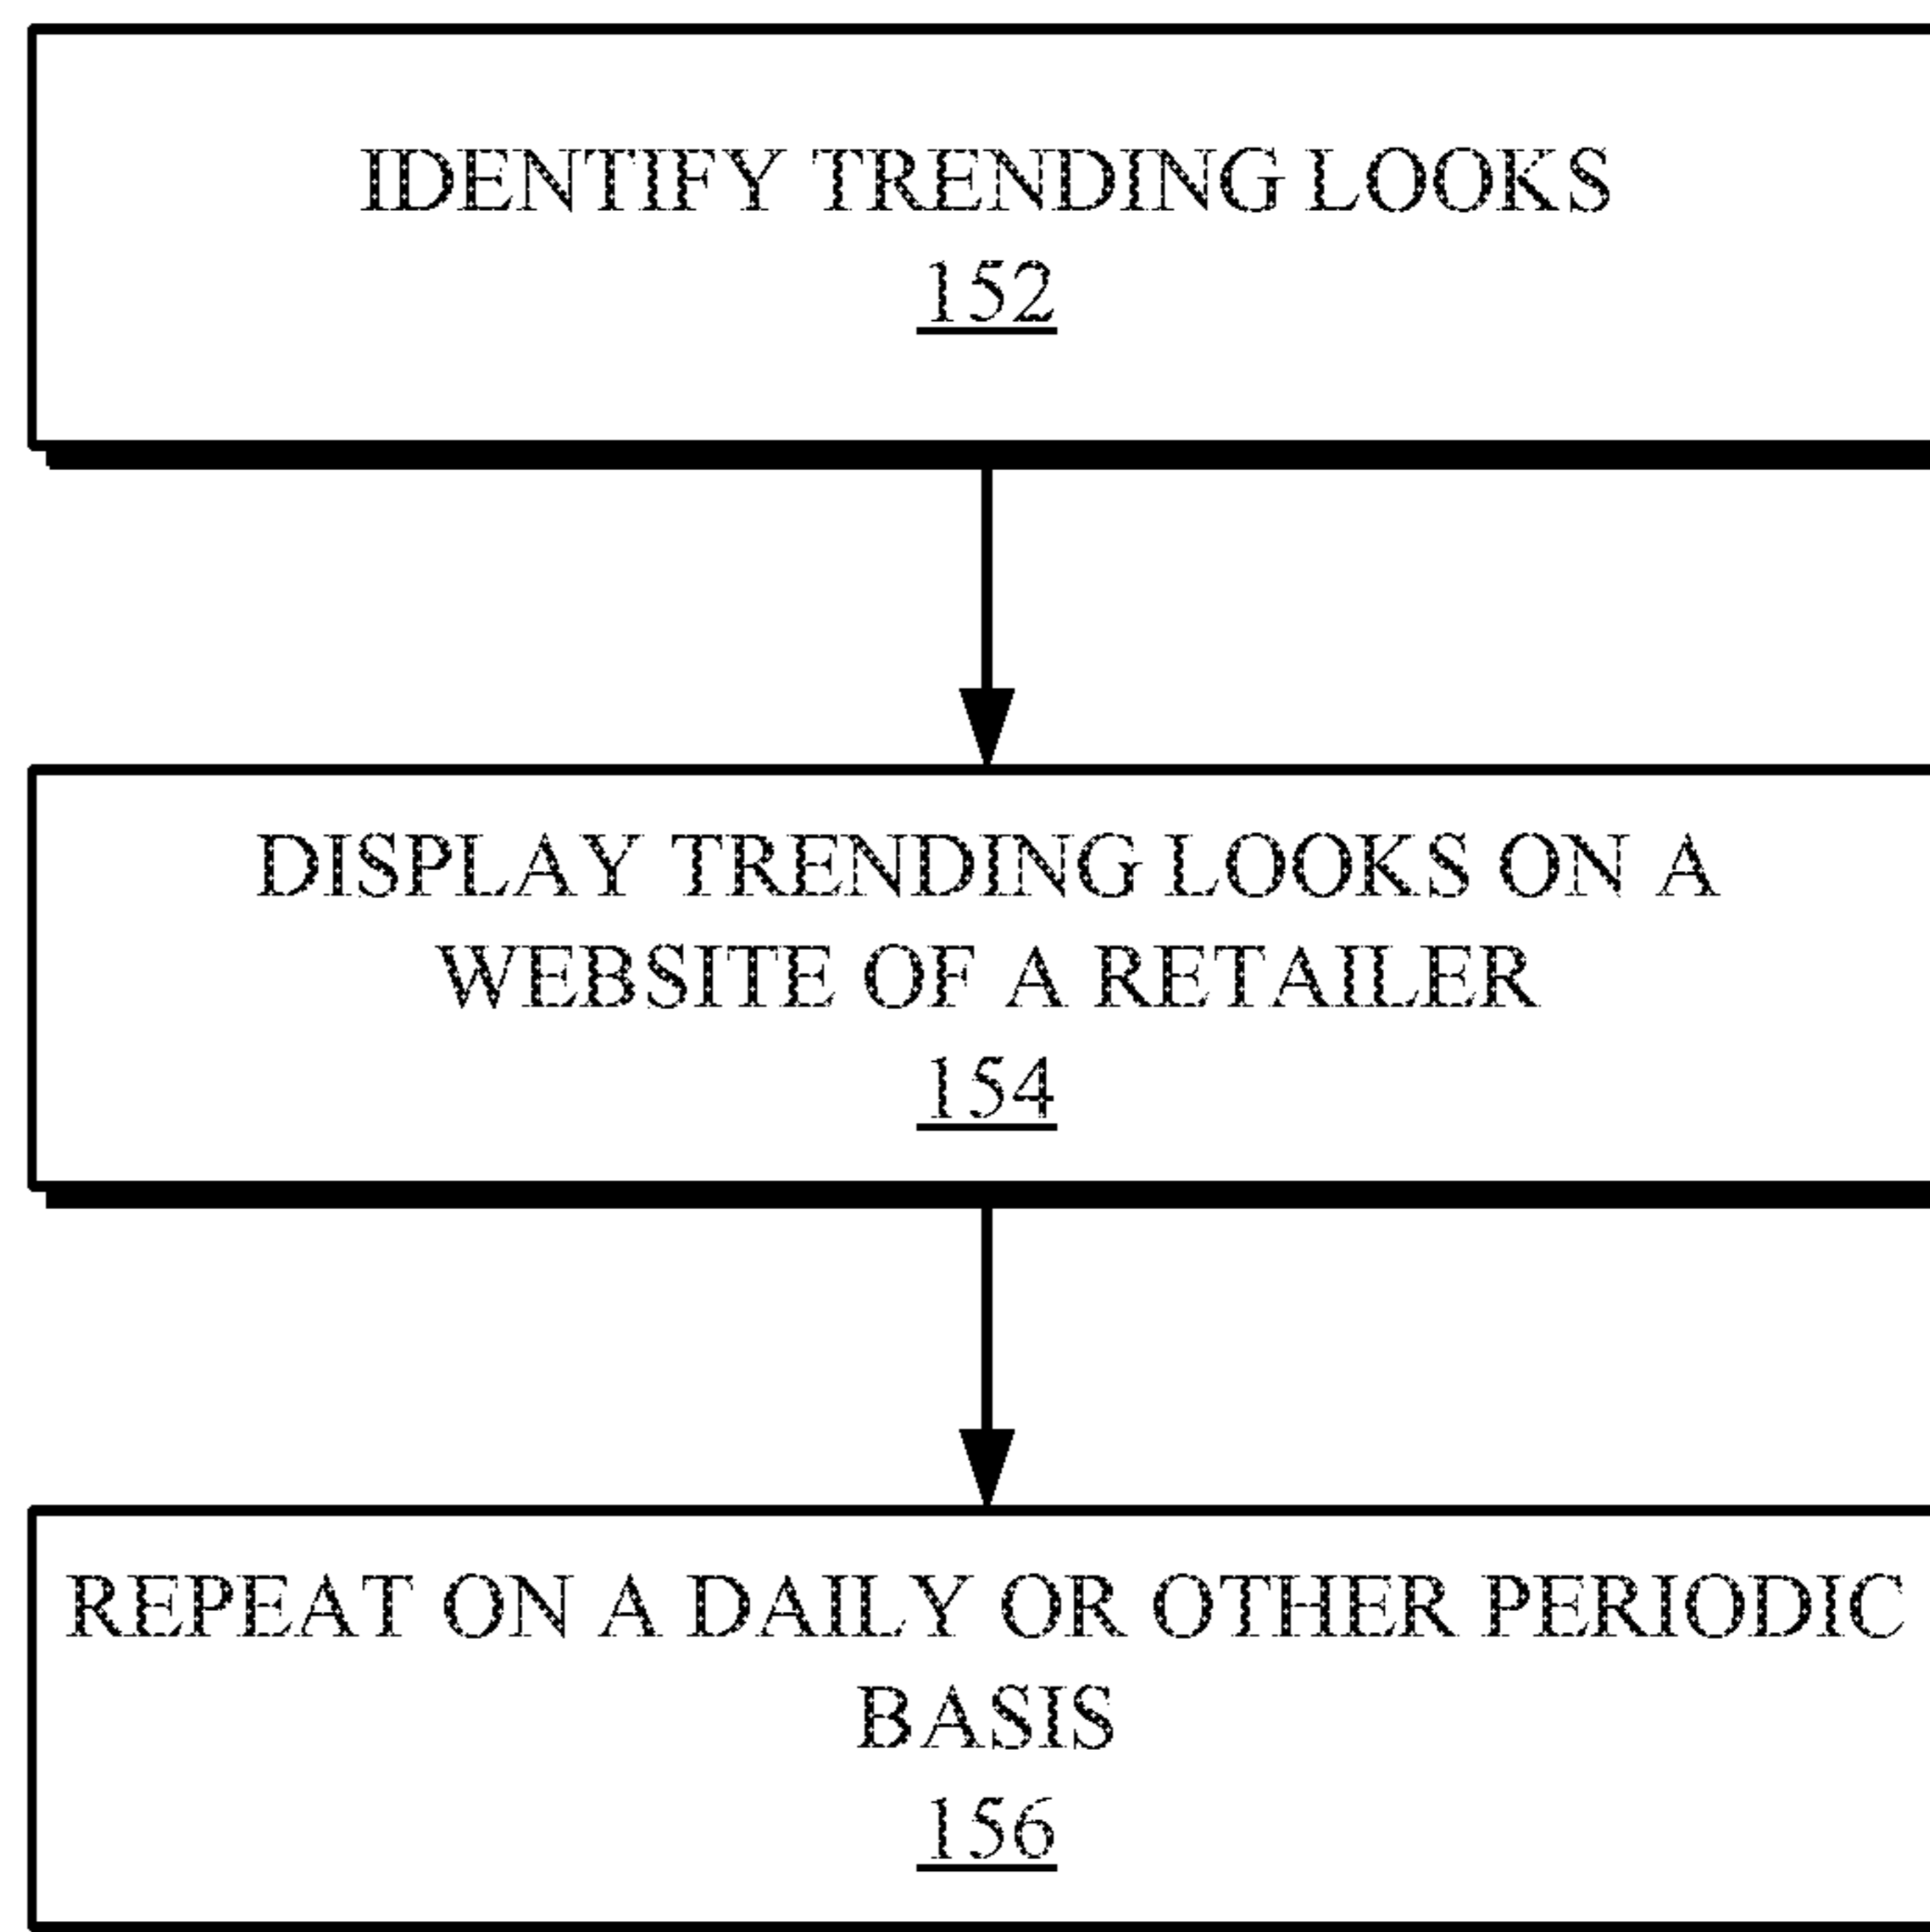 IDENTIFY TRENDING LOOKS
152
DISPLAY TRENDING LOOKS ON A
WEBSITE OF A RETAILER
154
REPEAT ON A DAILY OR OTHER PERIODIC
BASIS
156